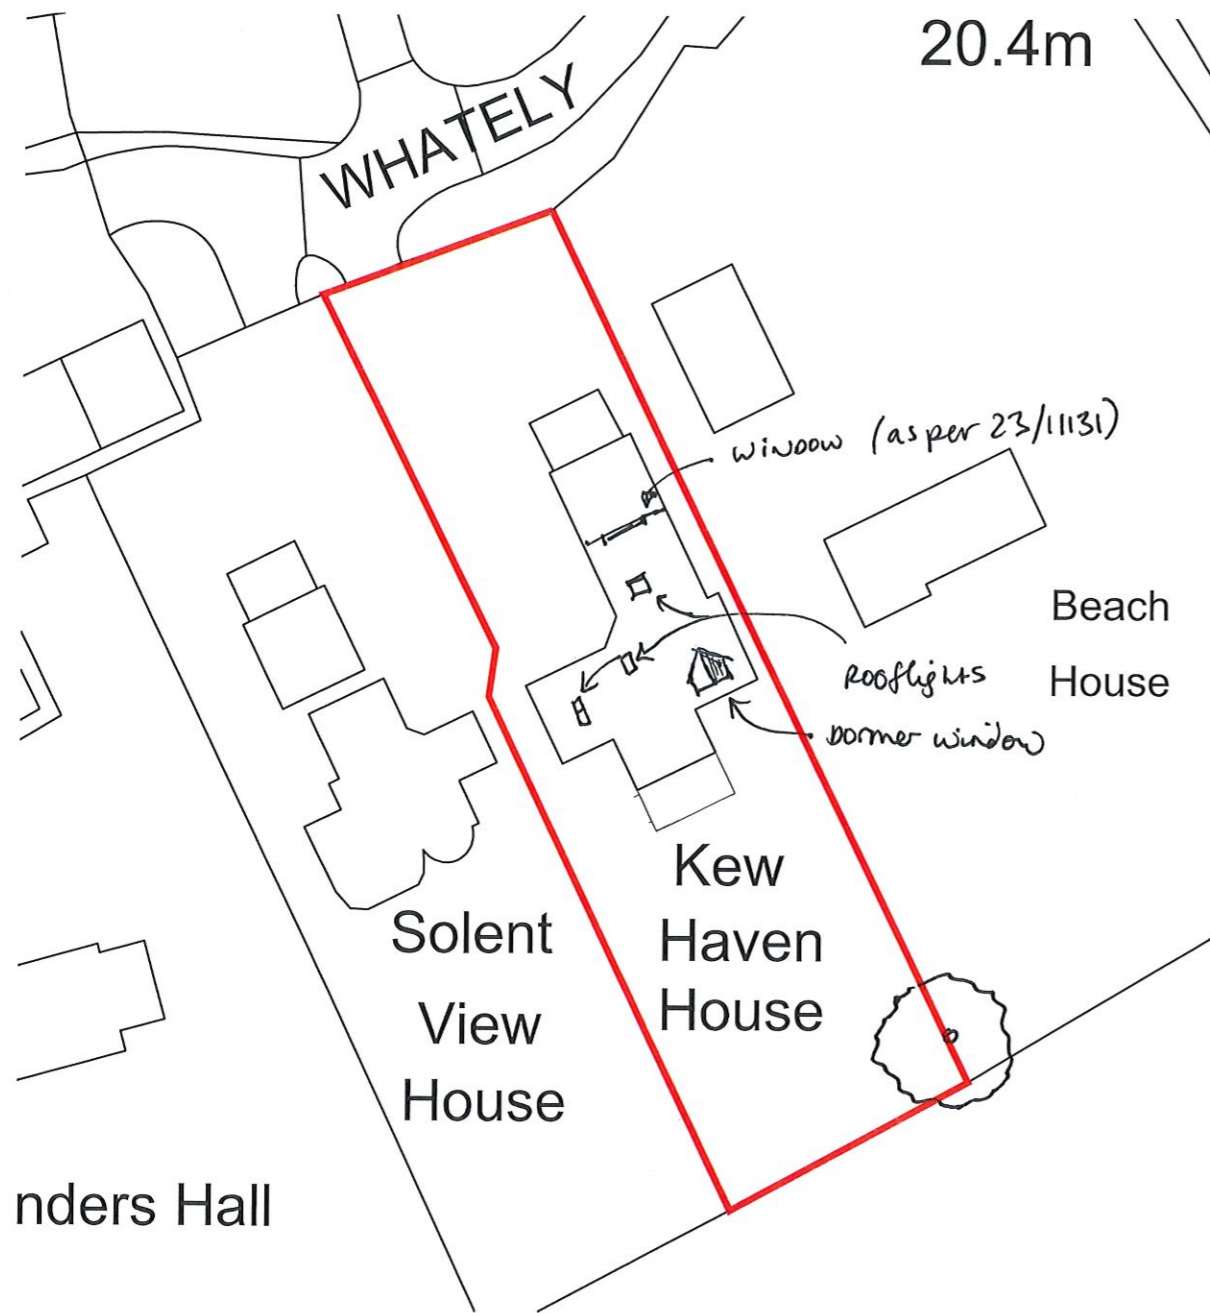 20.4m
WHATELY
WINDOW (as per 23/11131)
Beach
House
Rooflights
Dormer window
Kew
Haven
House
Solent
View
House
nders Hall